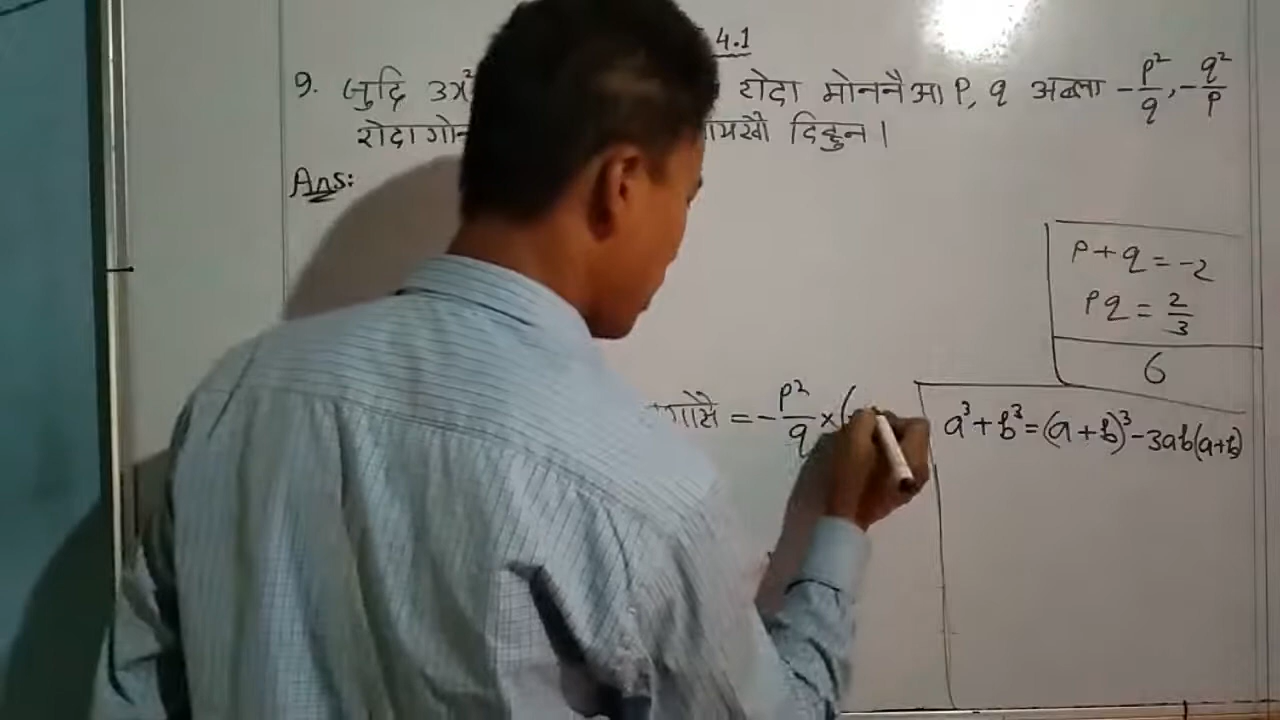 4.1
9. जुदि 3x² रोदा मोननैआ P, q अब्ला -p²/q, -q²/p
रोदा दिहुन।
Ans:
p + q = -2
pq = 2/3
6
= -p²/q × (
a³ + b³ = (a + b)³ - 3ab(a+b)